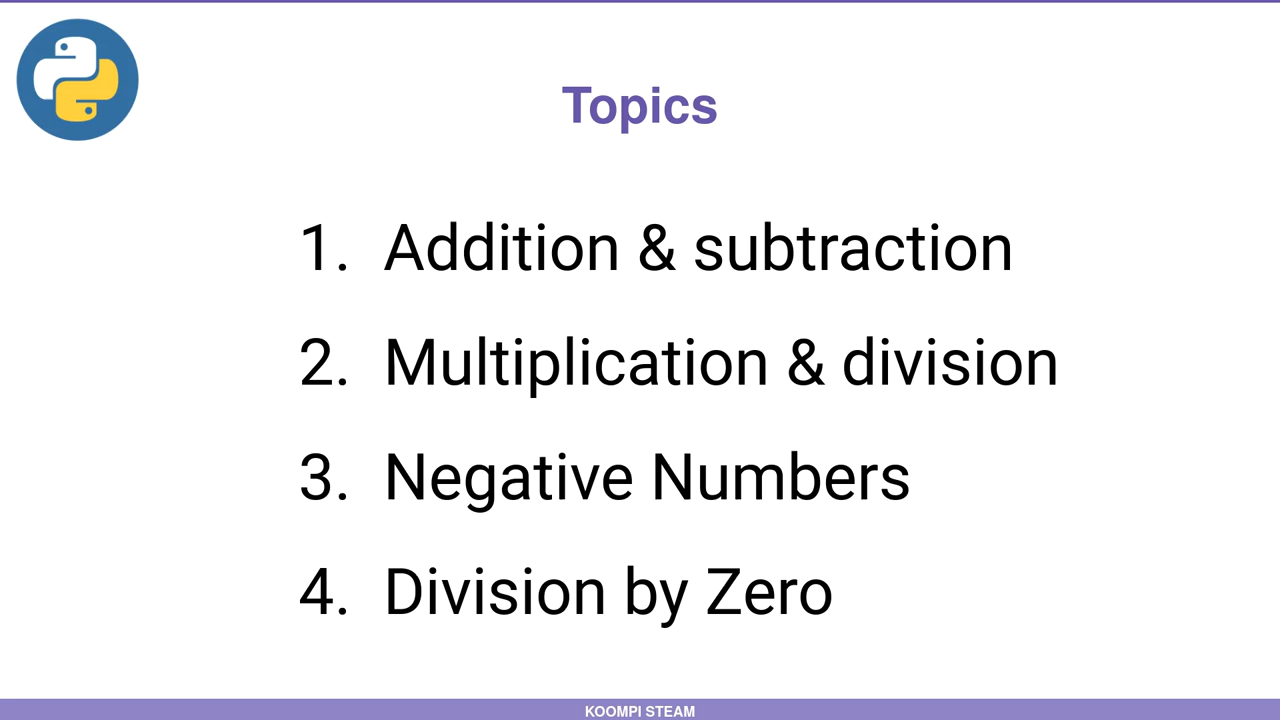 Topics
1. Addition & subtraction
2. Multiplication & division
3. Negative Numbers
4. Division by Zero
KOOMPI STEAM